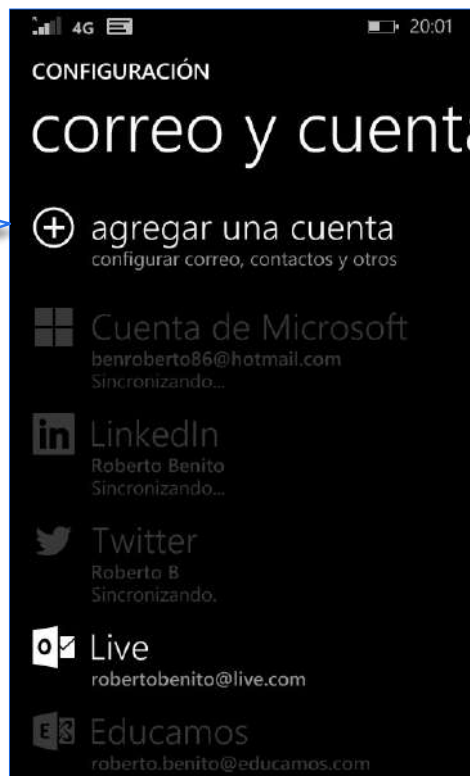 4G 20:01
CONFIGURACIÓN
correo y cuenta
agregar una cuenta
configurar correo, contactos y otros
Cuenta de Microsoft
benroberto86@hotmail.com
Sincronizando...
LinkedIn
Roberto Benito
Sincronizando...
Twitter
Roberto B
Sincronizando.
Live
robertobenito@live.com
Educamos
roberto.benito@educamos.com